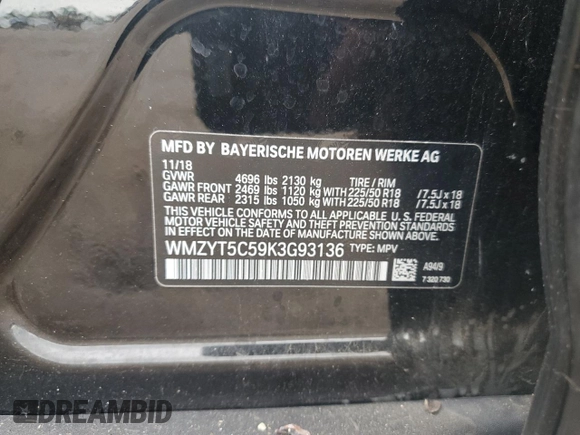 MFD BY BAYERISCHE MOTOREN WERKE AG
11/18
GVWR 4696 lbs 2130 kg TIRE / RIM
GAWR FRONT 2469 lbs 1120 kg WITH 225/50 R18 /7.5J x 18
GAWR REAR 2315 lbs 1050 kg WITH 225/50 R18 /7.5J x 18
THIS VEHICLE CONFORMS TO ALL APPLICABLE U. S. FEDERAL
MOTOR VEHICLE SAFETY AND THEFT PREVENTION STANDARDS
IN EFFECT ON THE DATE OF MANUFACTURE SHOWN ABOVE.
WMZYT5C59K3G93136 TYPE: MPV
A94/9
7 322 730
DREAMBID